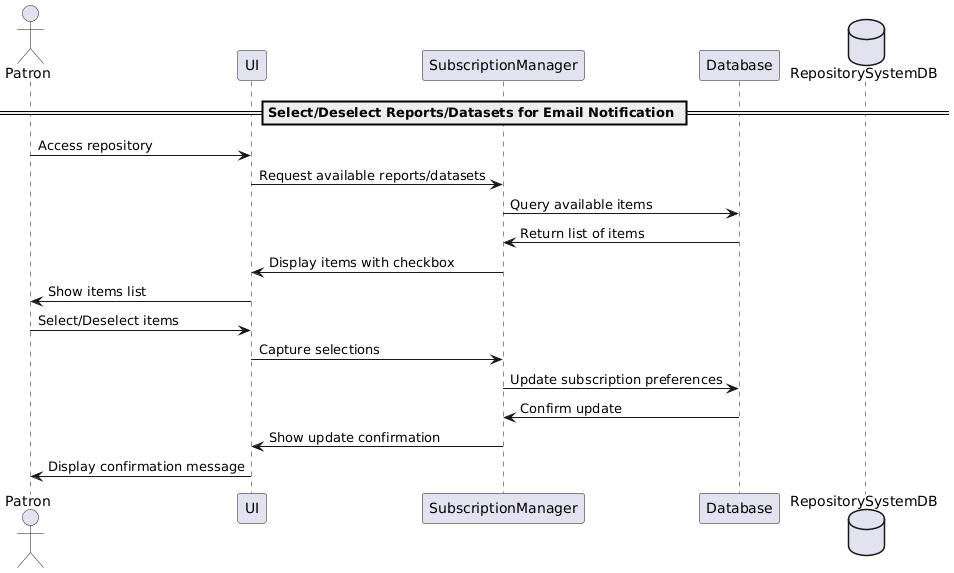 Patron
UI
SubscriptionManager
Database
RepositorySystemDB
Select/Deselect Reports/Datasets for Email Notification
Access repository
Request available reports/datasets
Query available items
Return list of items
Display items with checkbox
Show items list
Select/Deselect items
Capture selections
Update subscription preferences
Confirm update
Show update confirmation
Display confirmation message
Patron
UI
SubscriptionManager
Database
RepositorySystemDB